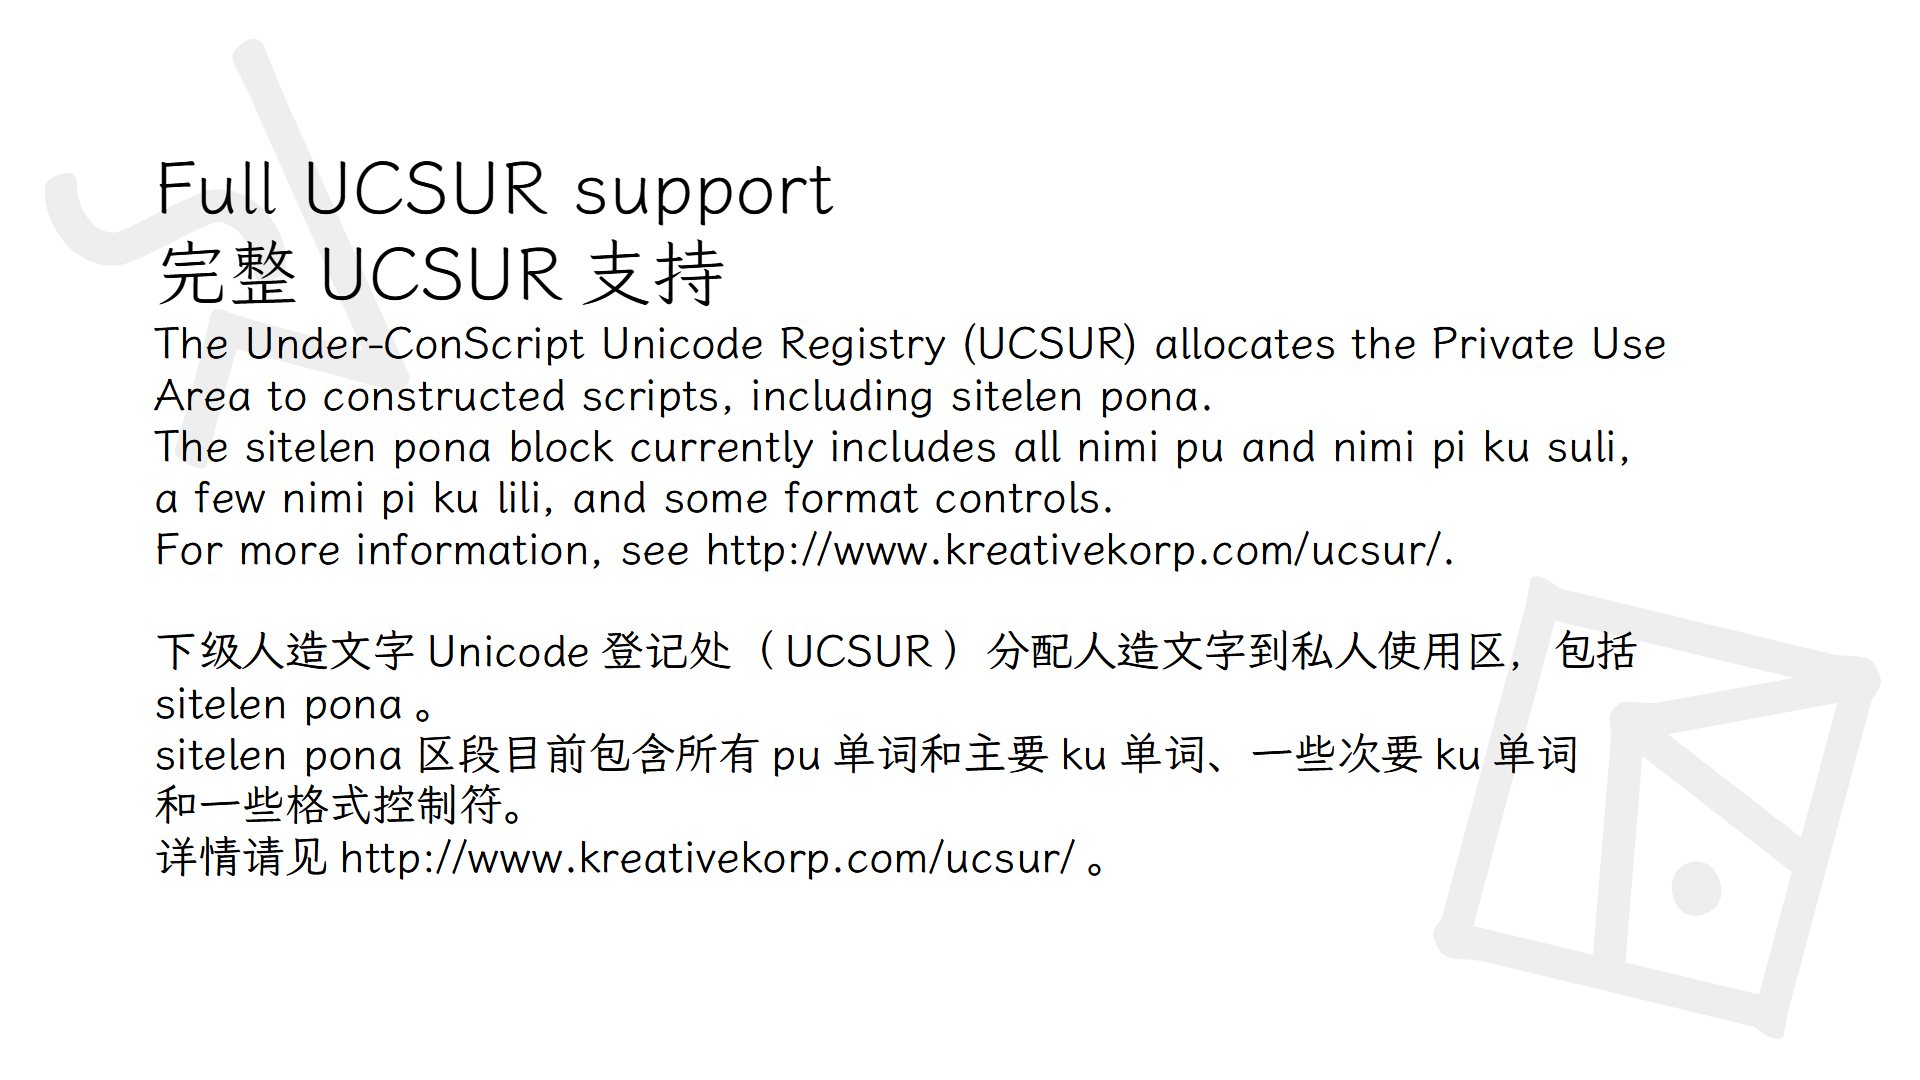 Full UCSUR support
完整 UCSUR 支持
The Under-ConScript Unicode Registry (UCSUR) allocates the Private Use
Area to constructed scripts, including sitelen pona.
The sitelen pona block currently includes all nimi pu and nimi pi ku suli,
a few nimi pi ku lili, and some format controls.
For more information, see http://www.kreativekorp.com/ucsur/.
下级人造文字 Unicode 登记处（UCSUR）分配人造文字到私人使用区，包括
sitelen pona。
sitelen pona 区段目前包含所有 pu 单词和主要 ku 单词、一些次要 ku 单词
和一些格式控制符。
详情请见 http://www.kreativekorp.com/ucsur/。